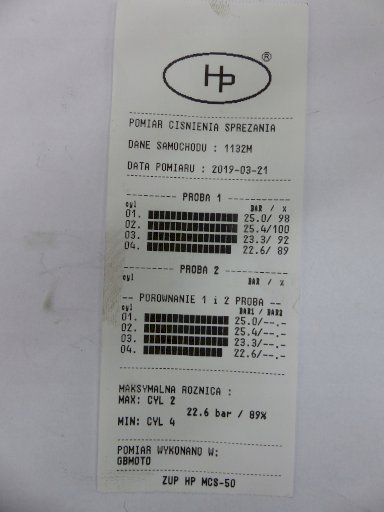 HP ®
POMIAR CISNIENIA SPREZANIA
DANE SAMOCHODU : 1132M
DATA POMIARU : 2019-03-21
PROBA 1
cyl BAR / %
01. 25.0/ 98
02. 25.4/100
03. 23.3/ 92
04. 22.6/ 89
PROBA 2
cyl BAR / %
-- POROWNANIE 1 i 2 PROBA --
cyl BAR1 / BAR2
01. 25.0/--.-
02. 25.4/--.-
03. 23.3/--.-
04. 22.6/--.-
MAKSYMALNA ROZNICA :
MAX: CYL 2
22.6 bar / 89%
MIN: CYL 4
POMIAR WYKONANO W:
GBMOTO
ZUP HP MCS-50